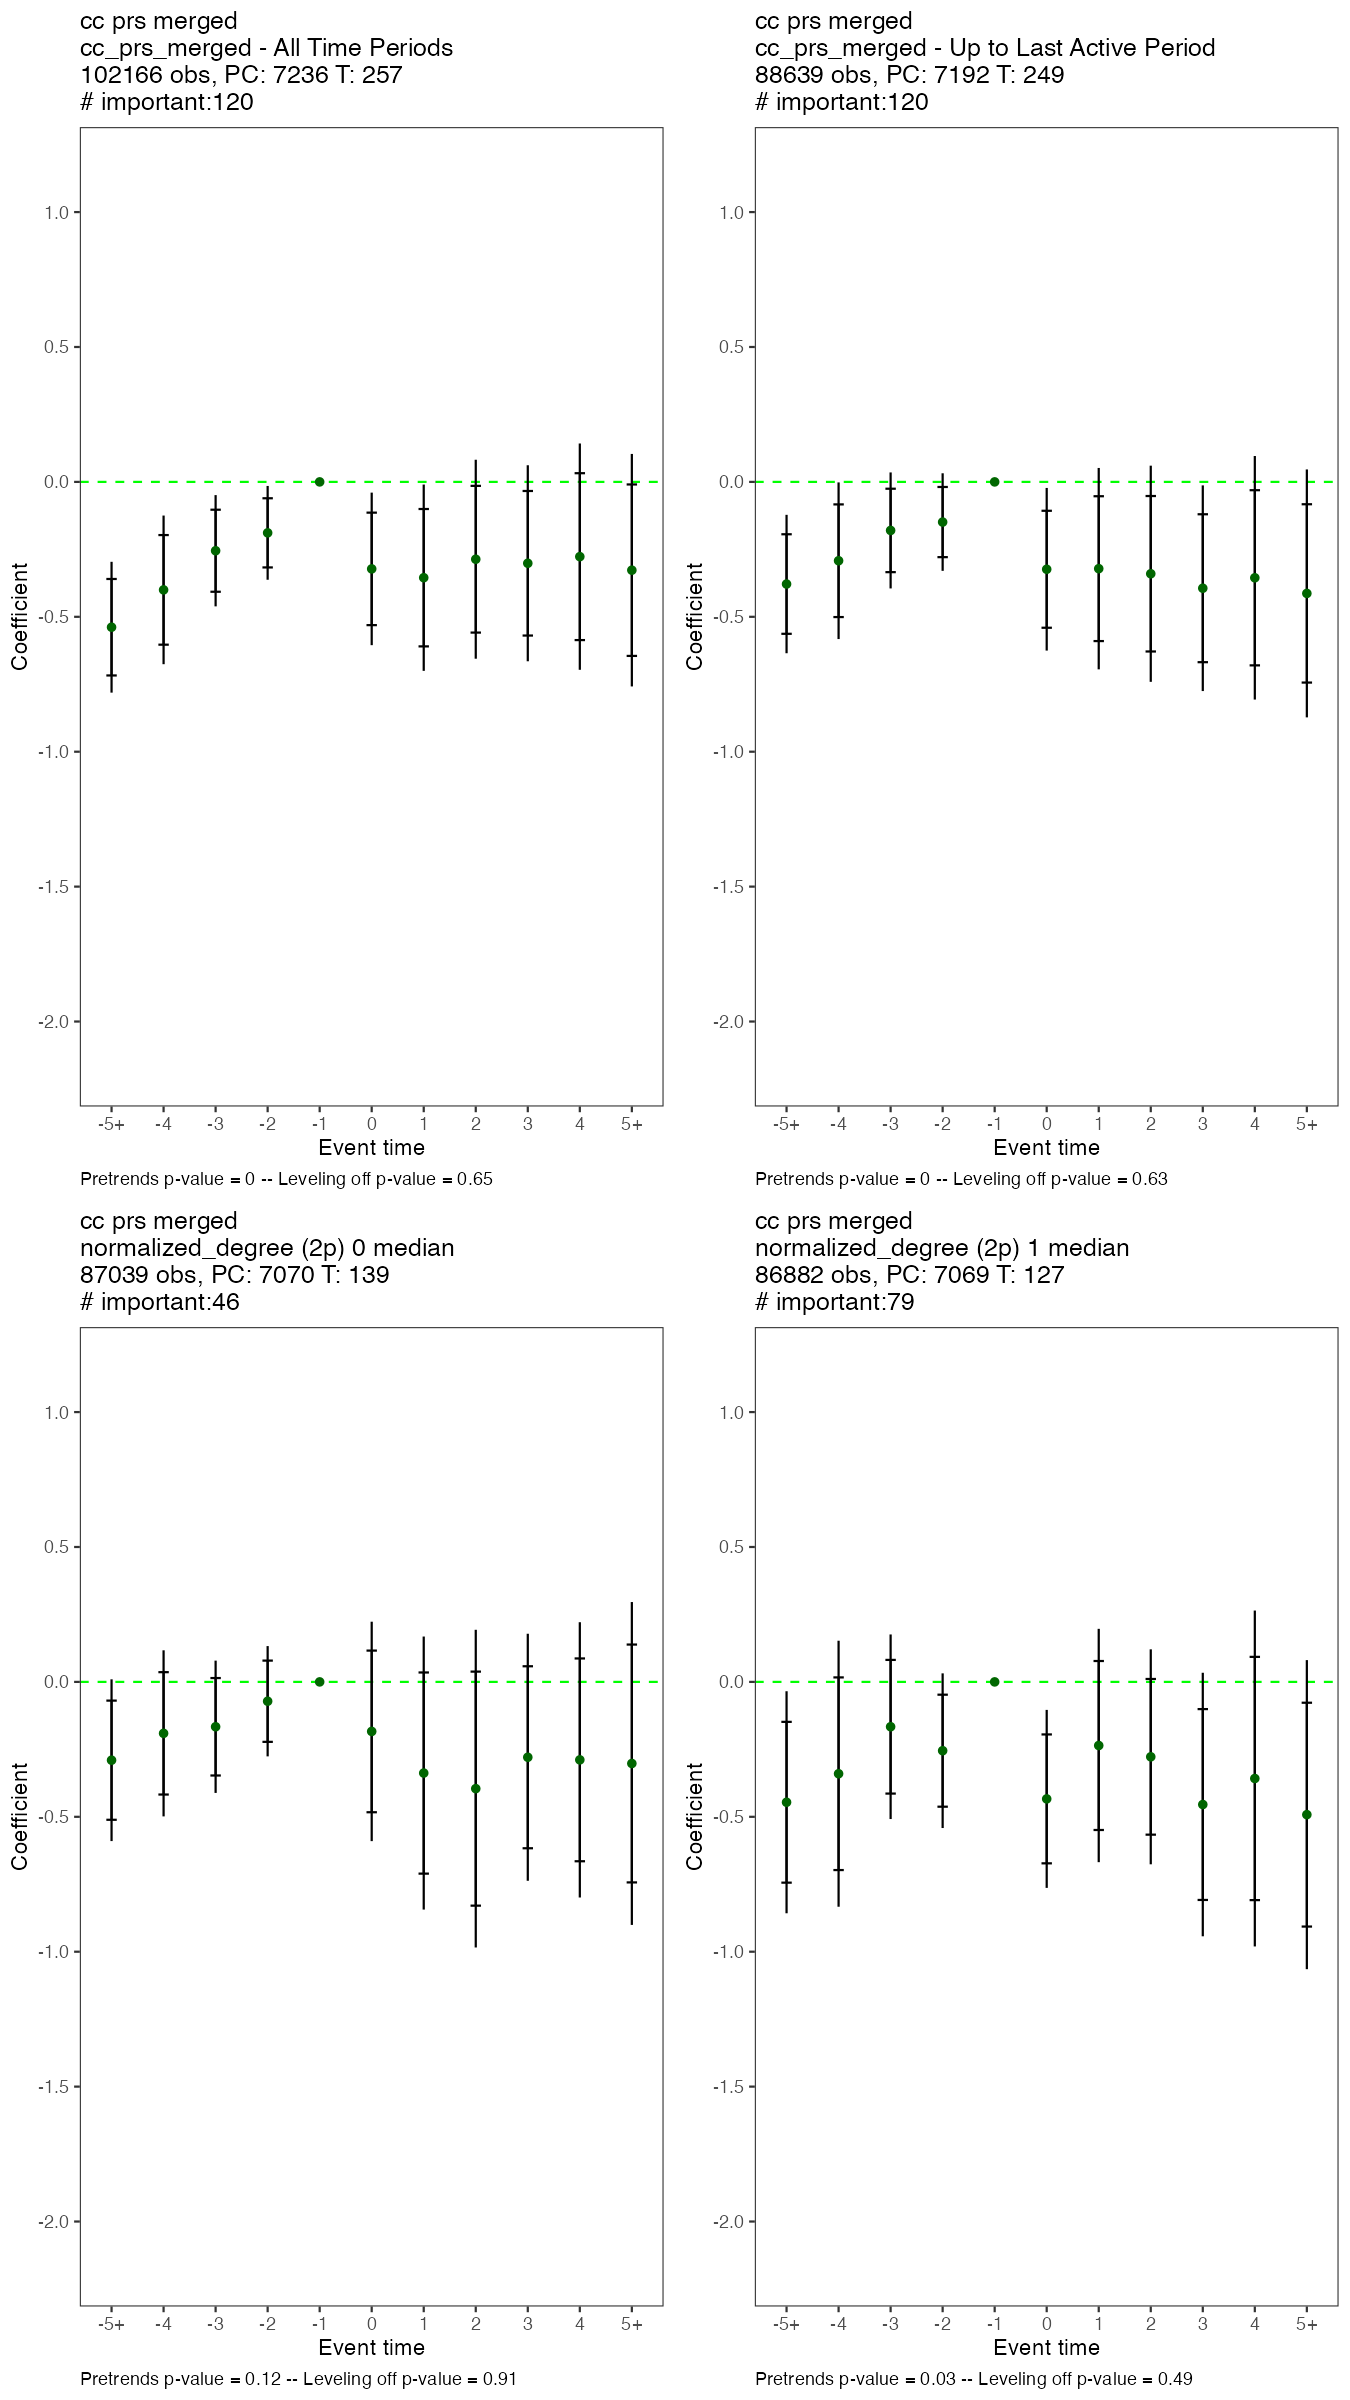 cc prs merged
cc_prs_merged - All Time Periods
102166 obs, PC: 7236 T: 257
# important:120
1.0
0.5
0.0
-0.5
-1.0
-1.5
-2.0
Coefficient
-5+ -4 -3 -2 -1 0 1 2 3 4 5+
Event time
Pretrends p-value = 0 -- Leveling off p-value = 0.65
cc prs merged
cc_prs_merged - Up to Last Active Period
88639 obs, PC: 7192 T: 249
# important:120
1.0
0.5
0.0
-0.5
-1.0
-1.5
-2.0
Coefficient
-5+ -4 -3 -2 -1 0 1 2 3 4 5+
Event time
Pretrends p-value = 0 -- Leveling off p-value = 0.63
cc prs merged
normalized_degree (2p) 0 median
87039 obs, PC: 7070 T: 139
# important:46
1.0
0.5
0.0
-0.5
-1.0
-1.5
-2.0
Coefficient
-5+ -4 -3 -2 -1 0 1 2 3 4 5+
Event time
Pretrends p-value = 0.12 -- Leveling off p-value = 0.91
cc prs merged
normalized_degree (2p) 1 median
86882 obs, PC: 7069 T: 127
# important:79
1.0
0.5
0.0
-0.5
-1.0
-1.5
-2.0
Coefficient
-5+ -4 -3 -2 -1 0 1 2 3 4 5+
Event time
Pretrends p-value = 0.03 -- Leveling off p-value = 0.49